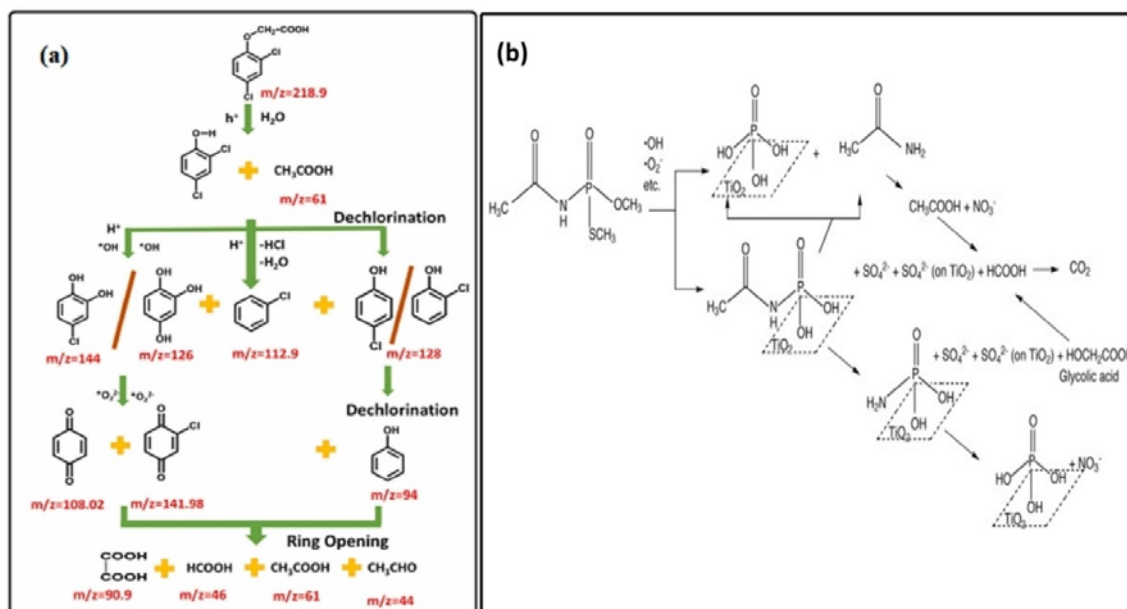 (a)
O-CH₂-COOH
Cl
Cl
m/z=218.9
h⁺ H₂O
O-H
Cl
Cl
CH₃COOH
m/z=61
Dechlorination
H⁺
•OH •OH
H⁺ -HCl
-H₂O
OH
OH
Cl
m/z=144
OH
OH
OH
m/z=126
Cl
m/z=112.9
OH
Cl
OH
Cl
m/z=128
•O₂²⁻ •O₂²⁻
Dechlorination
O
O
m/z=108.02
O
Cl
O
m/z=141.98
OH
m/z=94
Ring Opening
COOH
COOH
m/z=90.9
HCOOH
m/z=46
CH₃COOH
m/z=61
CH₃CHO
m/z=44
(b)
O
O
H₃C
N
H
P
OCH₃
SCH₃
•OH
•O₂⁻
etc.
O
P
HO
OH
OH
TiO₂
+
O
H₃C
NH₂
CH₃COOH + NO₃⁻
O
O
H₃C
N
H
P
OH
OH
TiO₂
+ SO₄²⁻ + SO₄²⁻ (on TiO₂) + HCOOH
CO₂
+ SO₄²⁻ + SO₄²⁻ (on TiO₂) + HOCH₂COOH
Glycolic acid
O
P
H₂N
OH
OH
TiO₂
O
P
HO
OH
OH
TiO₂
+ NO₃⁻